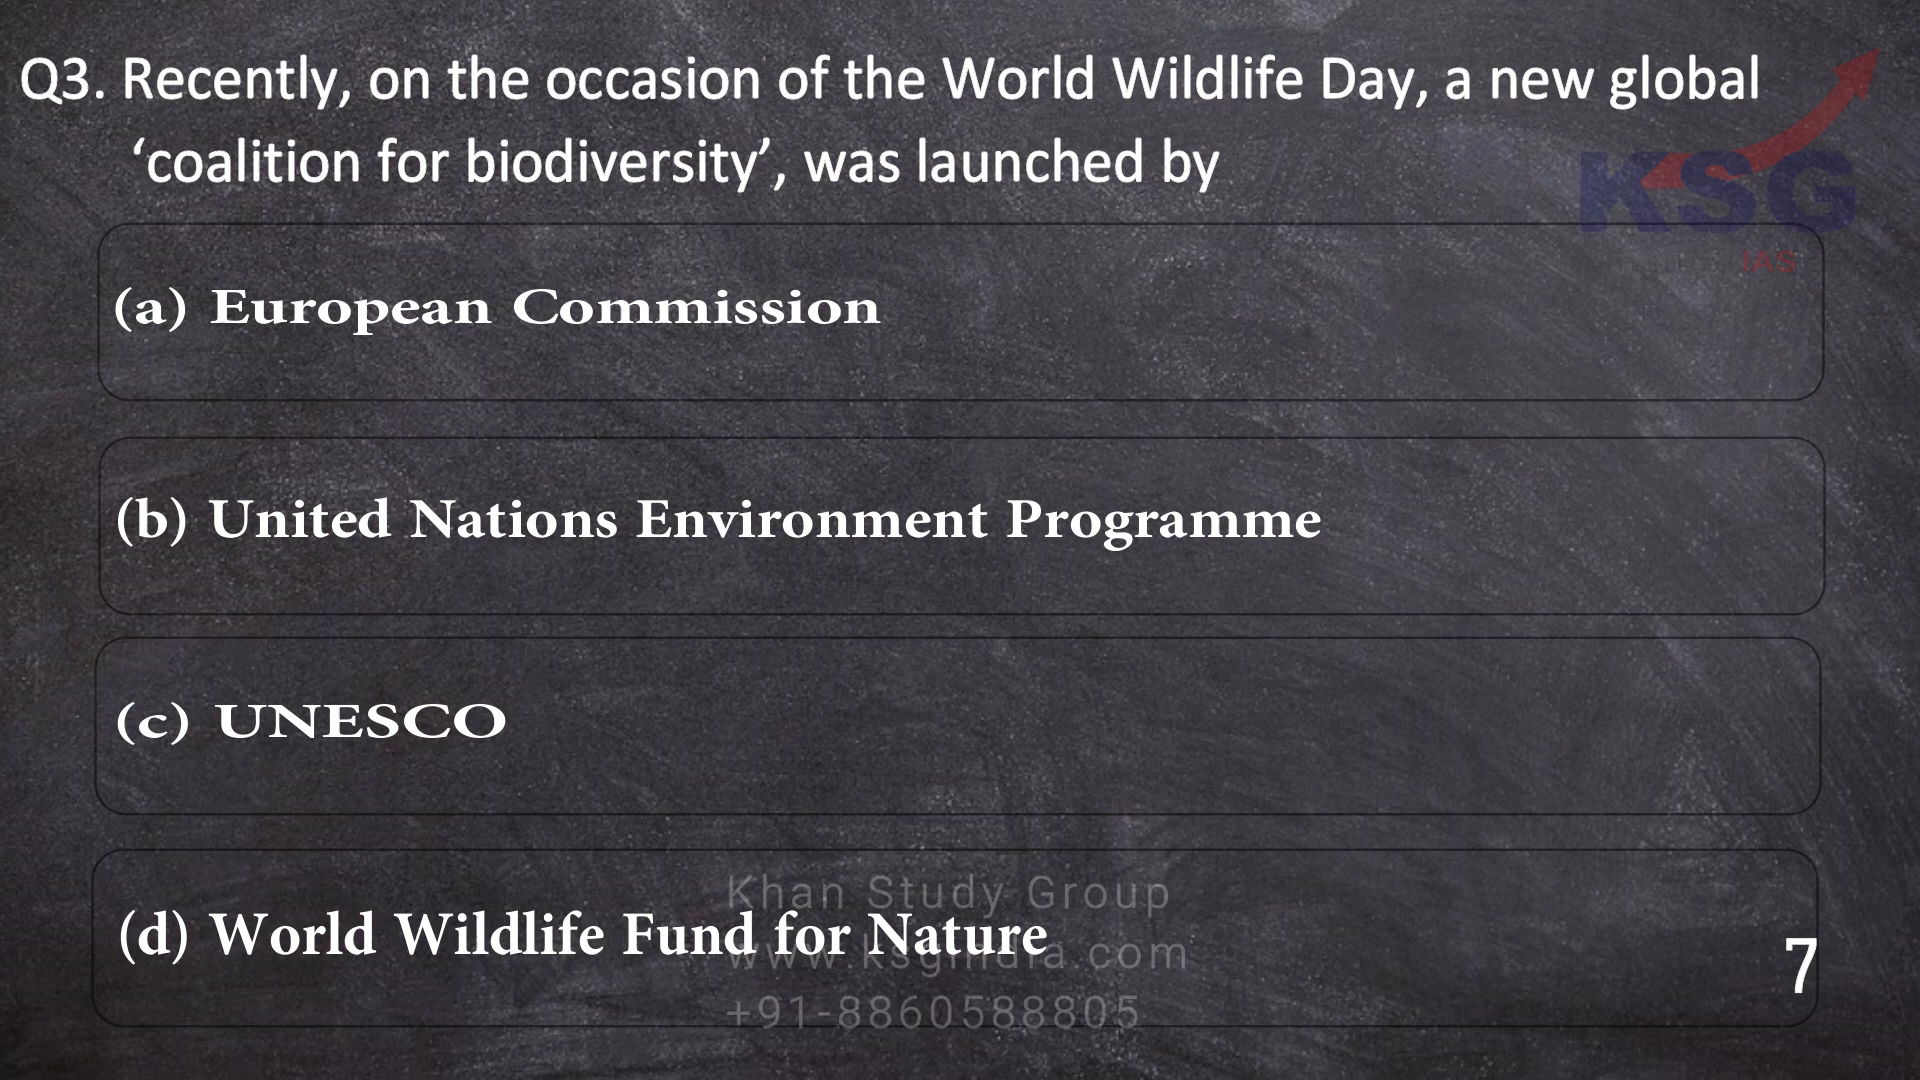 Q3. Recently, on the occasion of the World Wildlife Day, a new global
‘coalition for biodiversity’, was launched by
KSG
IAS
(a) European Commission
(b) United Nations Environment Programme
(c) UNESCO
Khan Study Group
(d) World Wildlife Fund for Nature
www.ksgindia.com
7
+91-8860588805